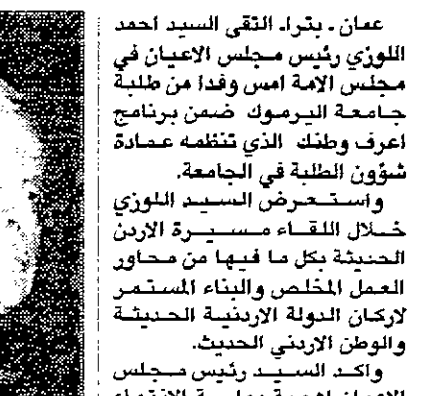 عمان ـ بترا ـ التقى السيد احمد
اللوزي رئيس مجلس الاعيان في
مجلس الامة امس وفدا من طلبة
جامعة اليرموك ضمن برنامج
اعرف وطنك الذي تنظمه عمادة
شؤون الطلبة في الجامعة.
واستعرض السيد اللوزي
خلال اللقاء مسيرة الاردن
الحديثة بكل ما فيها من محاور
العمل المخلص والبناء المستمر
لاركان الدولة الاردنية الحديثة
والوطن الاردني الحديث.
واكد السيد رئيس مجلس